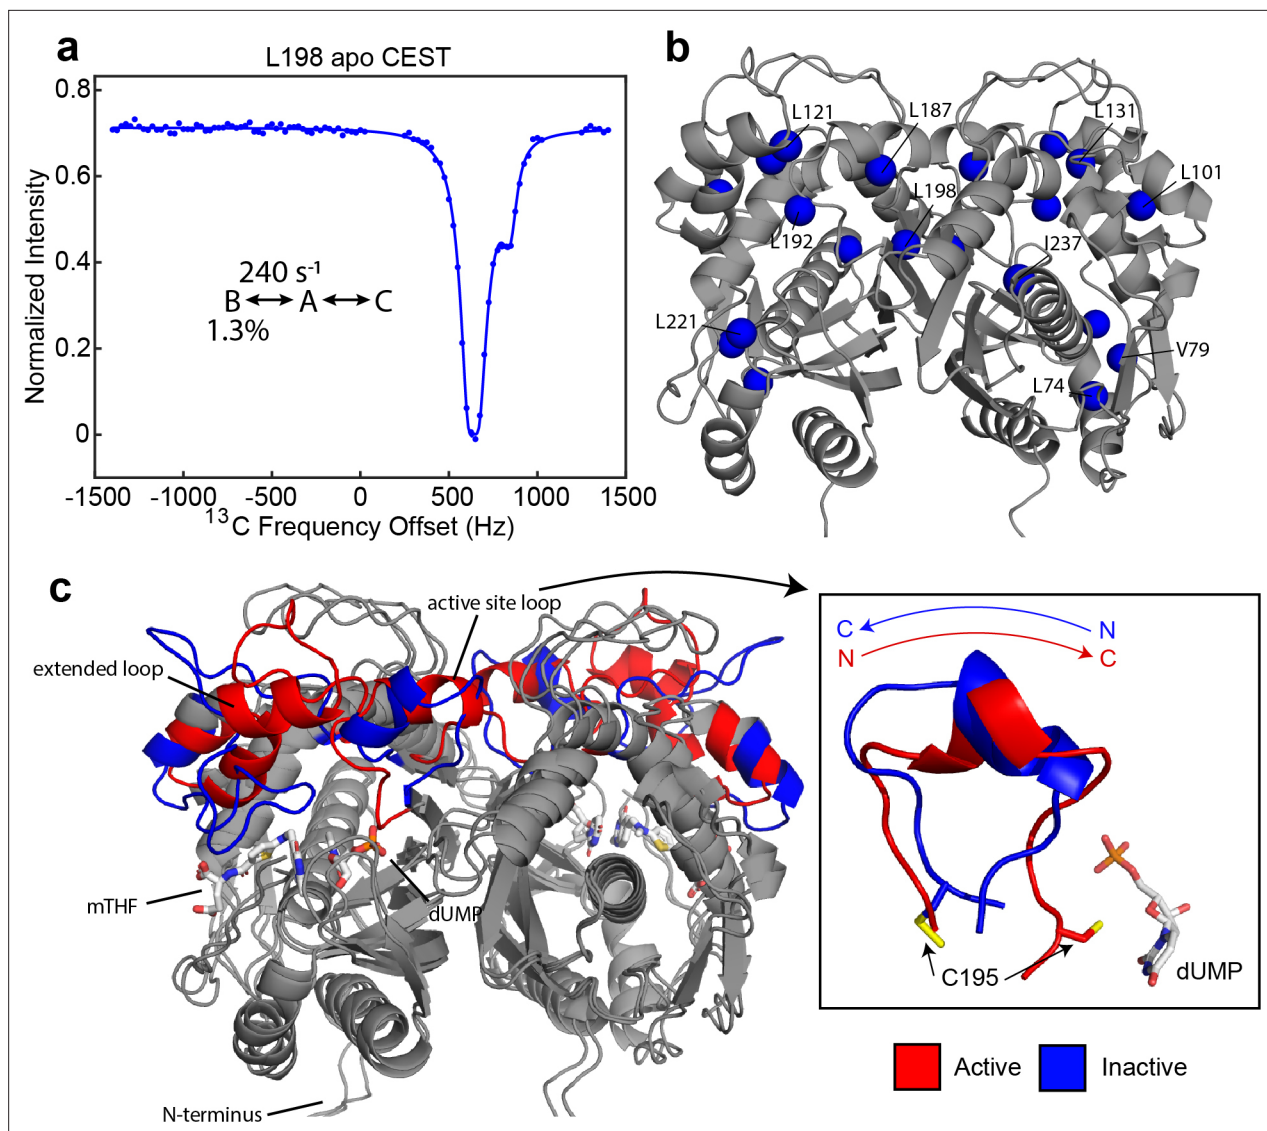 a
L198 apo CEST
0.8
0.6
0.4
0.2
0
Normalized Intensity
240 s⁻¹
B ↔ A ↔ C
1.3%
-1500 -1000 -500 0 500 1000 1500
¹³C Frequency Offset (Hz)
b
L121
L187
L131
L101
L198
L192
I237
L221
V79
L74
c
active site loop
extended loop
mTHF
dUMP
N-terminus
C N
N C
C195
dUMP
Active
Inactive